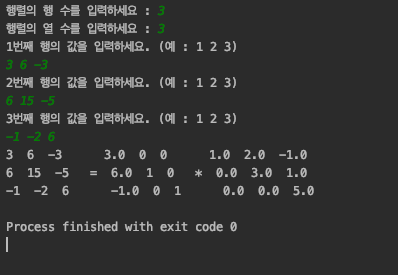 행렬의 행 수를 입력하세요 : 3
행렬의 열 수를 입력하세요 : 3
1번째 행의 값을 입력하세요. (예 : 1 2 3)
3 6 -3
2번째 행의 값을 입력하세요. (예 : 1 2 3)
6 15 -5
3번째 행의 값을 입력하세요. (예 : 1 2 3)
-1 -2 6
3 6 -3 3.0 0 0 1.0 2.0 -1.0
6 15 -5 = 6.0 1 0 * 0.0 3.0 1.0
-1 -2 6 -1.0 0 1 0.0 0.0 5.0
Process finished with exit code 0